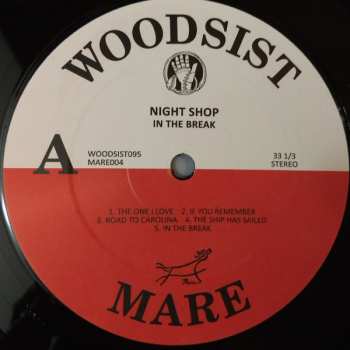 WOODSIST
NIGHT SHOP
IN THE BREAK
A
WOODSIST095
MARE004
33 1/3
STEREO
1. THE ONE I LOVE 2. IF YOU REMEMBER
3. ROAD TO CAROLINA 4. THE SHIP HAS SAILED
5. IN THE BREAK
MARE